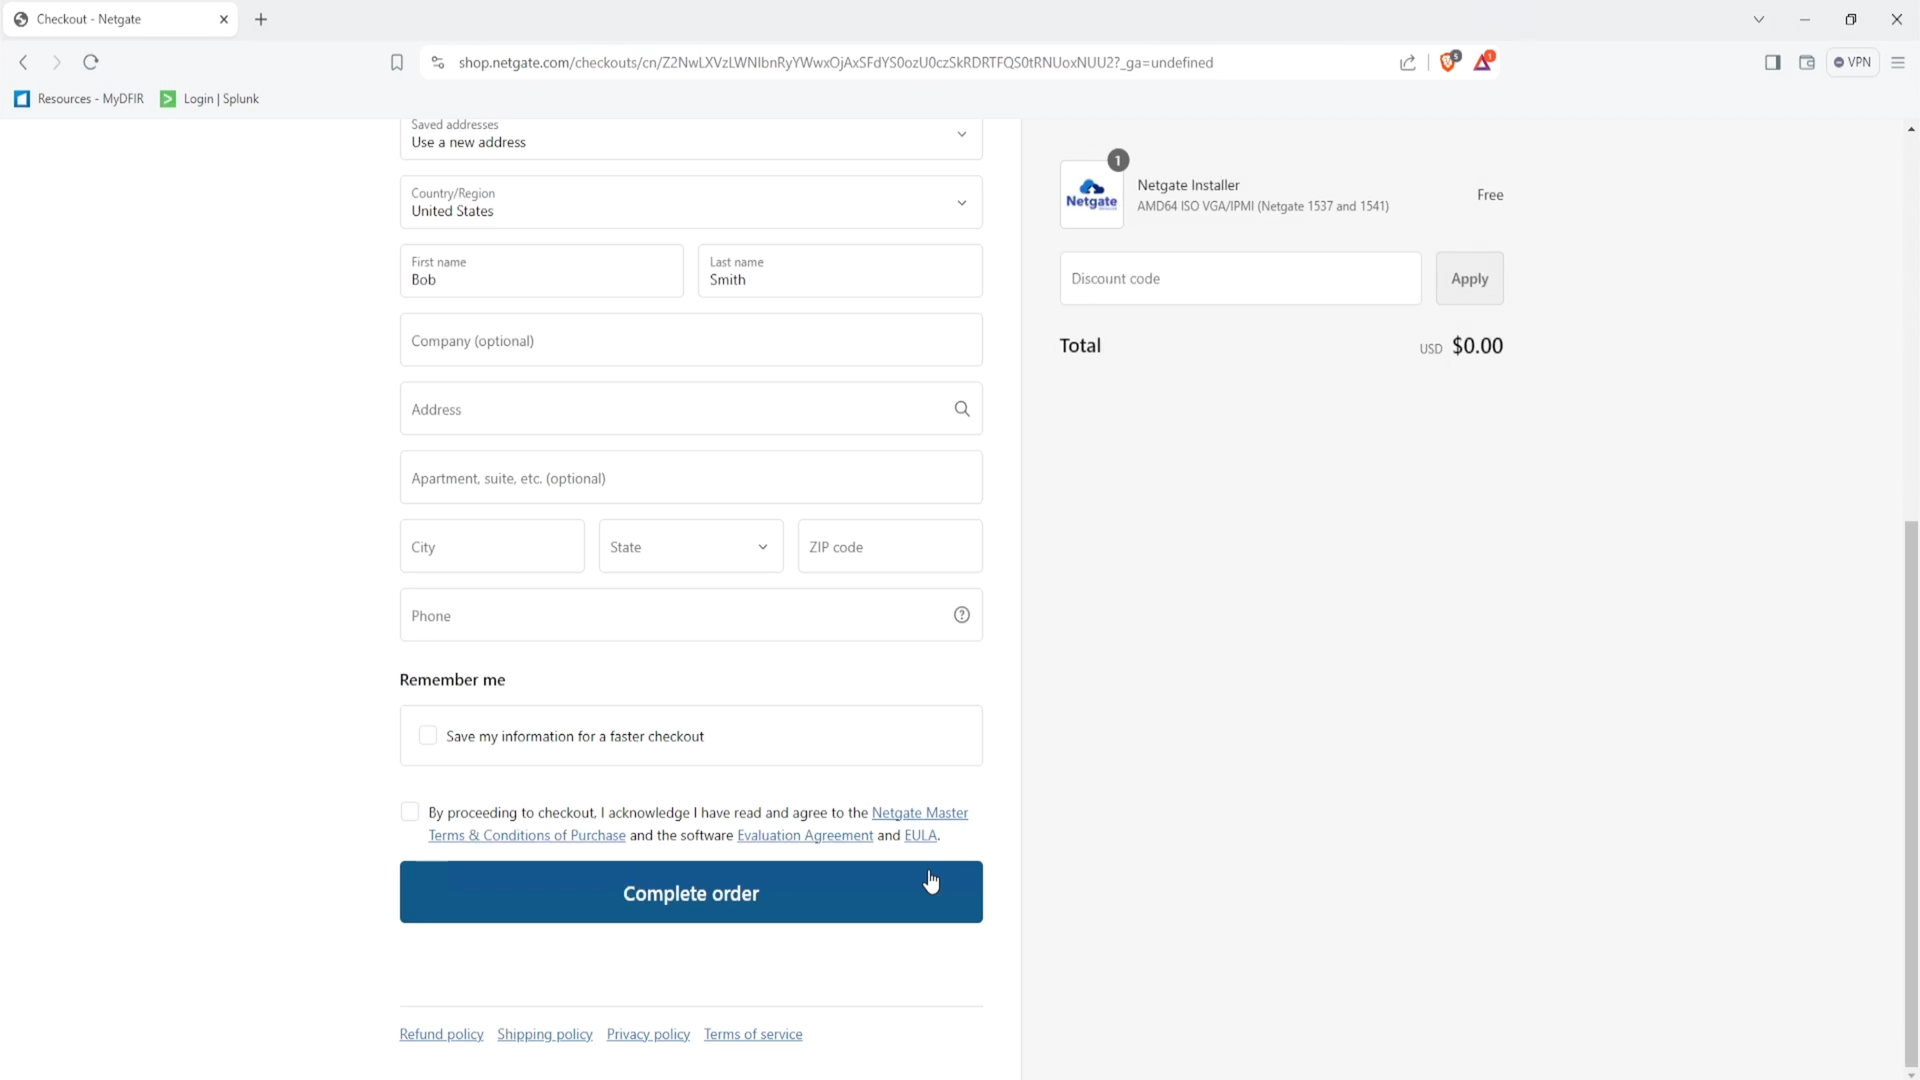 Checkout - Netgate
shop.netgate.com/checkouts/cn/Z2NwLXVzLWNlbnRyYWwxOjAxSFdYS0ozU0czSkRDRTFQS0tRNUoxNUU2?_ga=undefined
5
1
VPN
Resources - MyDFIR
Login | Splunk
Saved addresses
Use a new address
Country/Region
United States
First name
Bob
Last name
Smith
Company (optional)
Address
Apartment, suite, etc. (optional)
City
State
ZIP code
Phone
Remember me
Save my information for a faster checkout
By proceeding to checkout, I acknowledge I have read and agree to the Netgate Master
Terms & Conditions of Purchase and the software Evaluation Agreement and EULA.
Complete order
Refund policy
Shipping policy
Privacy policy
Terms of service
1
Netgate
Netgate Installer
AMD64 ISO VGA/IPMI (Netgate 1537 and 1541)
Free
Discount code
Apply
Total
USD $0.00